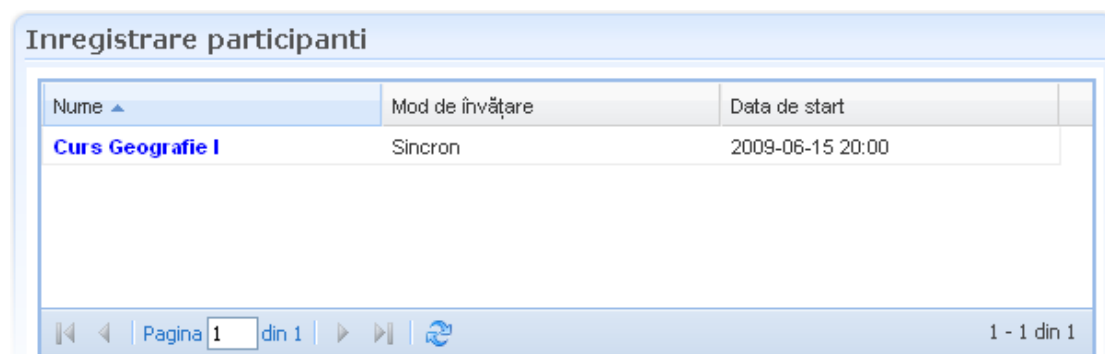 Inregistrare participanti
Nume Mod de învățare Data de start
Curs Geografie I Sincron 2009-06-15 20:00
Pagina 1 din 1 1 - 1 din 1